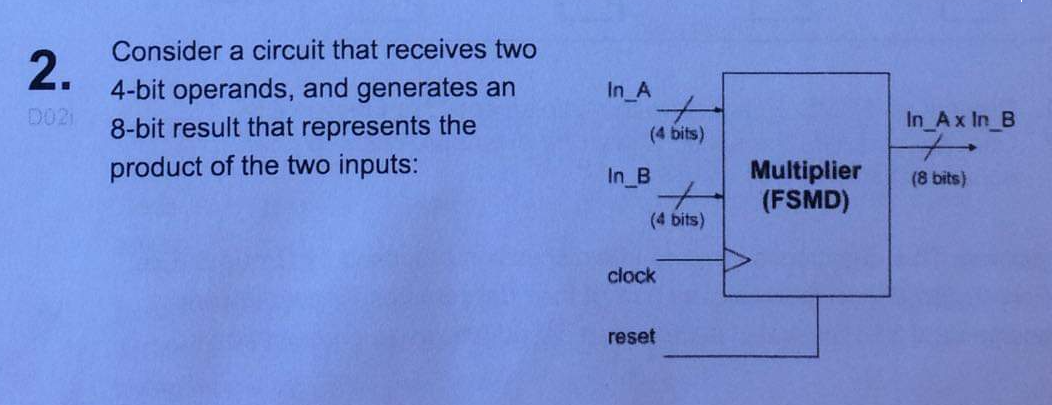 2.
Consider a circuit that receives two
4-bit operands, and generates an
8-bit result that represents the
product of the two inputs:
In_A
(4 bits)
In_B
(4 bits)
clock
reset
Multiplier
(FSMD)
In_A x In_B
(8 bits)